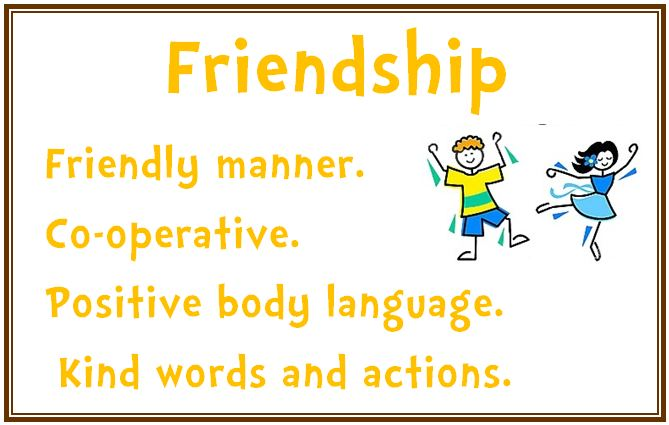 Friendship
Friendly manner.
Co-operative.
Positive body language.
Kind words and actions.